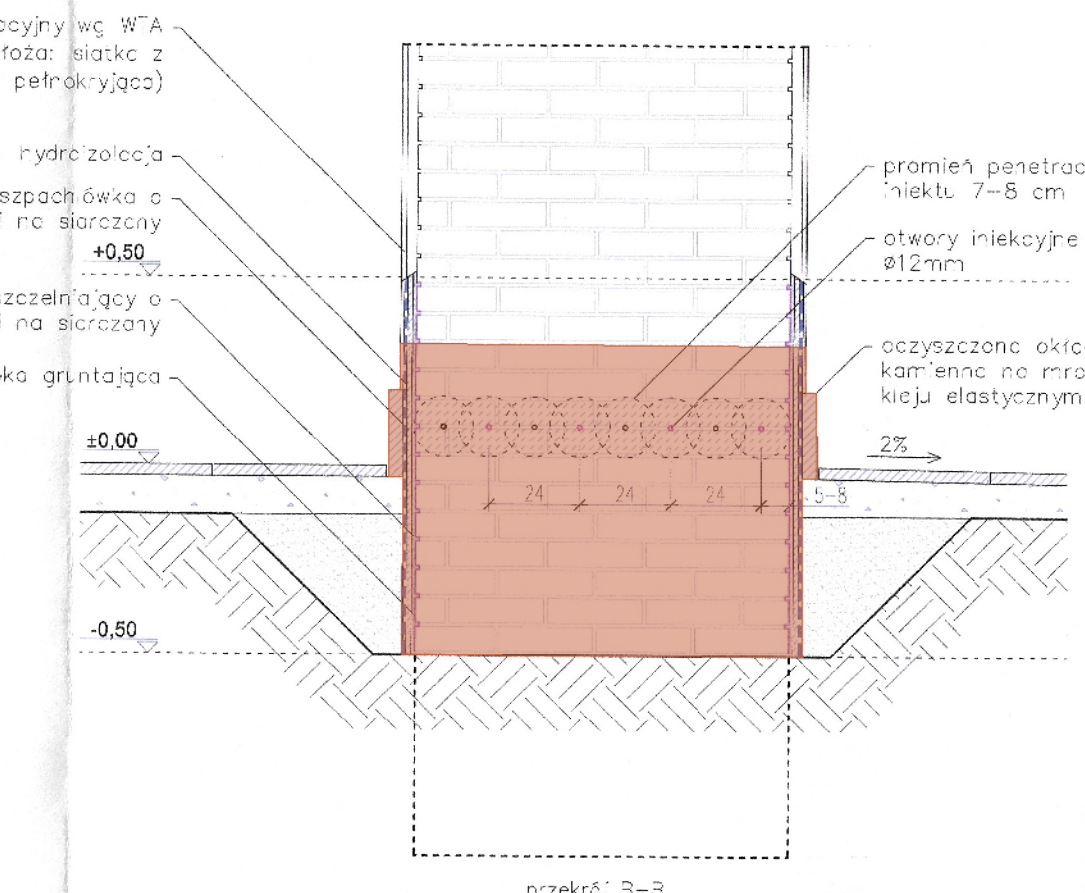 acyjny wg WTA
łoża: siatka z
pełnokryjąca)
hydroizolacja
szpachlówka o
i na siarczany
+0,50
szczelniający o
i na siarczany
ka gruntająca
±0,00
-0,50
promień penetrac
iniektu 7-8 cm
otwory iniekcyjne
ø12mm
oczyszczona okła
kamienna na mro
kleju elastycznym
2%
24
24
24
5-8
przekrój B-B